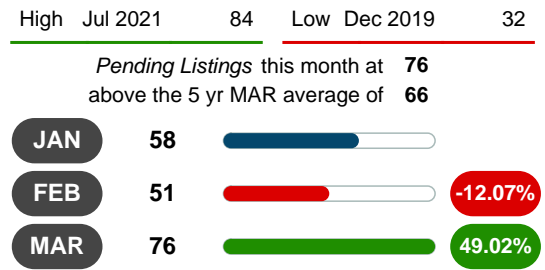 High Jul 2021 84 Low Dec 2019 32
Pending Listings this month at 76
above the 5 yr MAR average of 66
JAN 58
FEB 51 -12.07%
MAR 76 49.02%